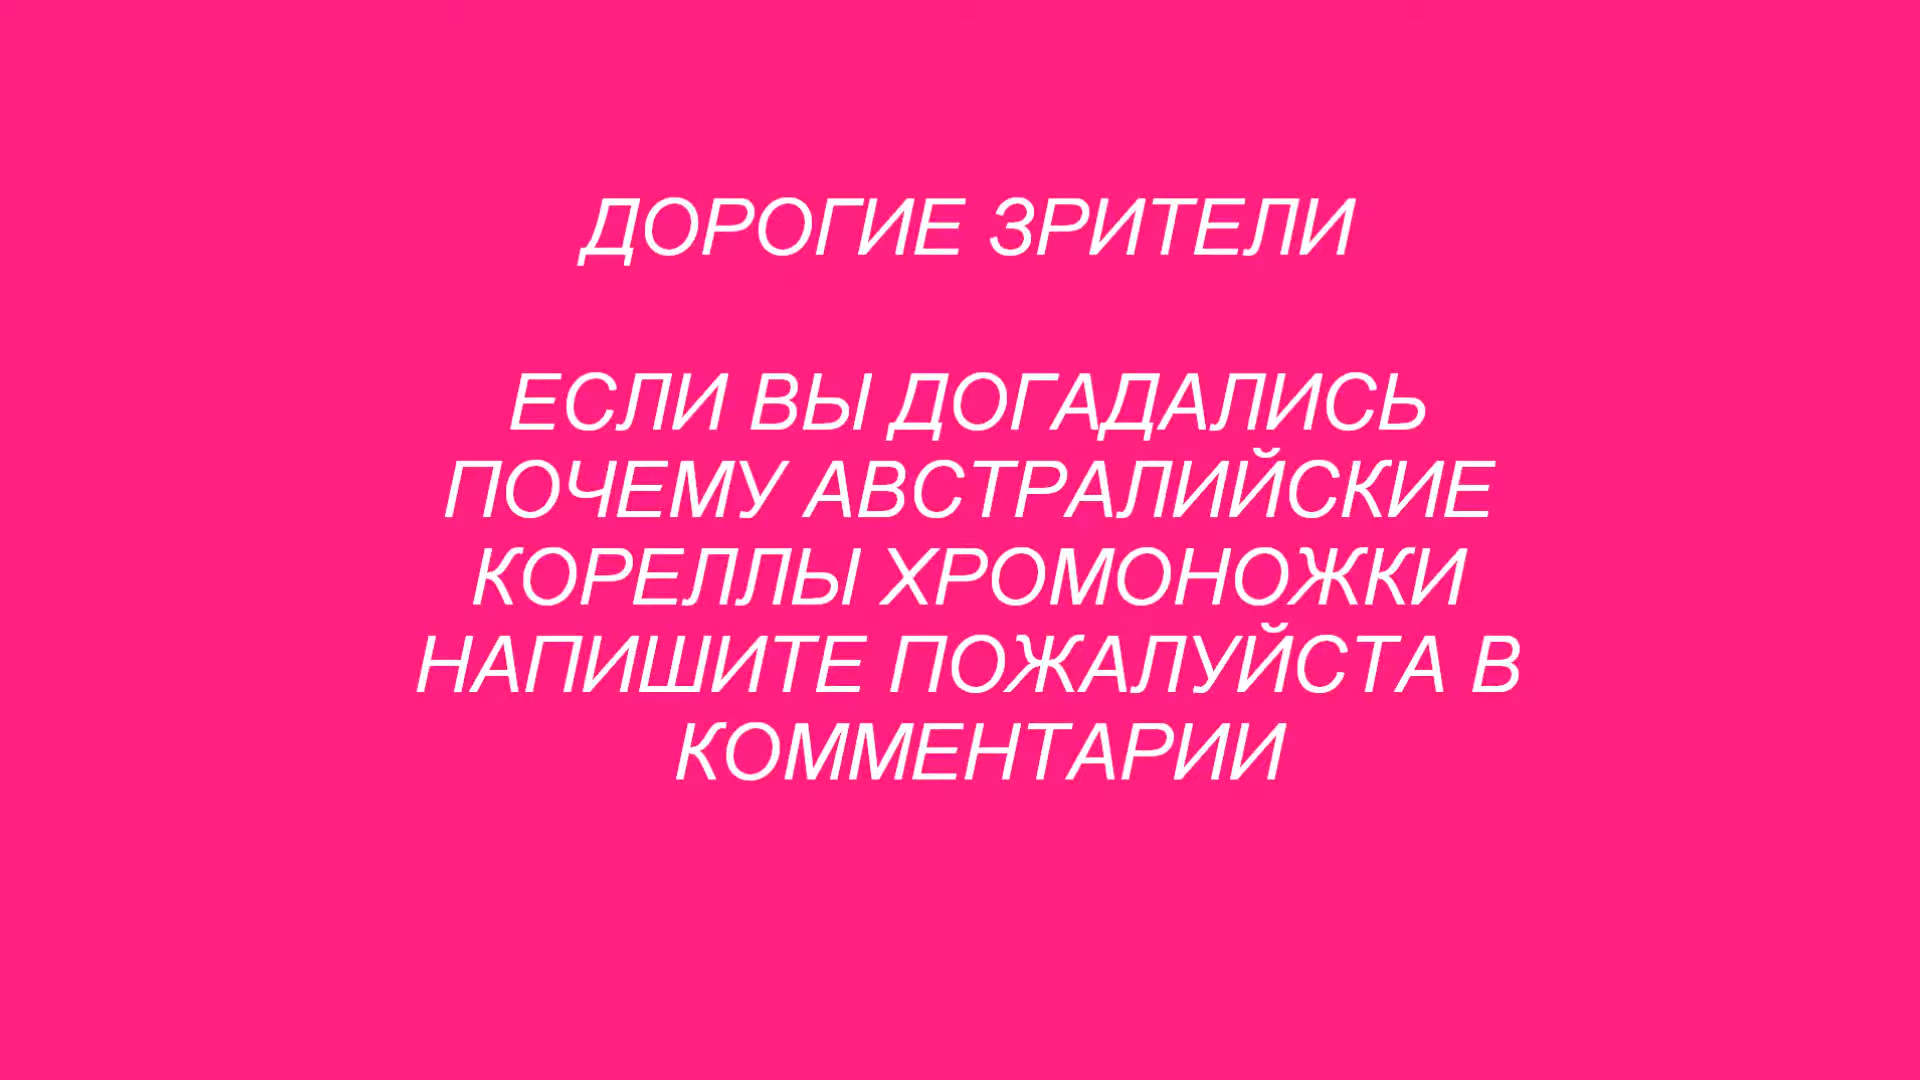 ДОРОГИЕ ЗРИТЕЛИ
ЕСЛИ ВЫ ДОГАДАЛИСЬ
ПОЧЕМУ АВСТРАЛИЙСКИЕ
КОРЕЛЛЫ ХРОМОНОЖКИ
НАПИШИТЕ ПОЖАЛУЙСТА В
КОММЕНТАРИИ